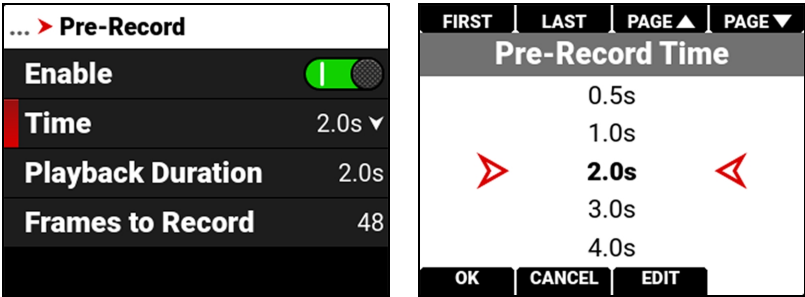 ... Pre-Record
Enable
Time 2.0s
Playback Duration 2.0s
Frames to Record 48
FIRST LAST PAGE▲ PAGE▼
Pre-Record Time
0.5s
1.0s
2.0s
3.0s
4.0s
OK CANCEL EDIT